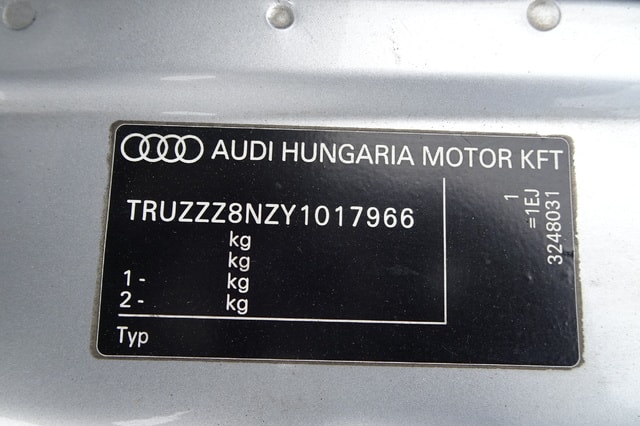 AUDI HUNGARIA MOTOR KFT
TRUZZZ8NZY1017966
kg
kg
1- kg
2- kg
Typ
1
=1EJ
3248031